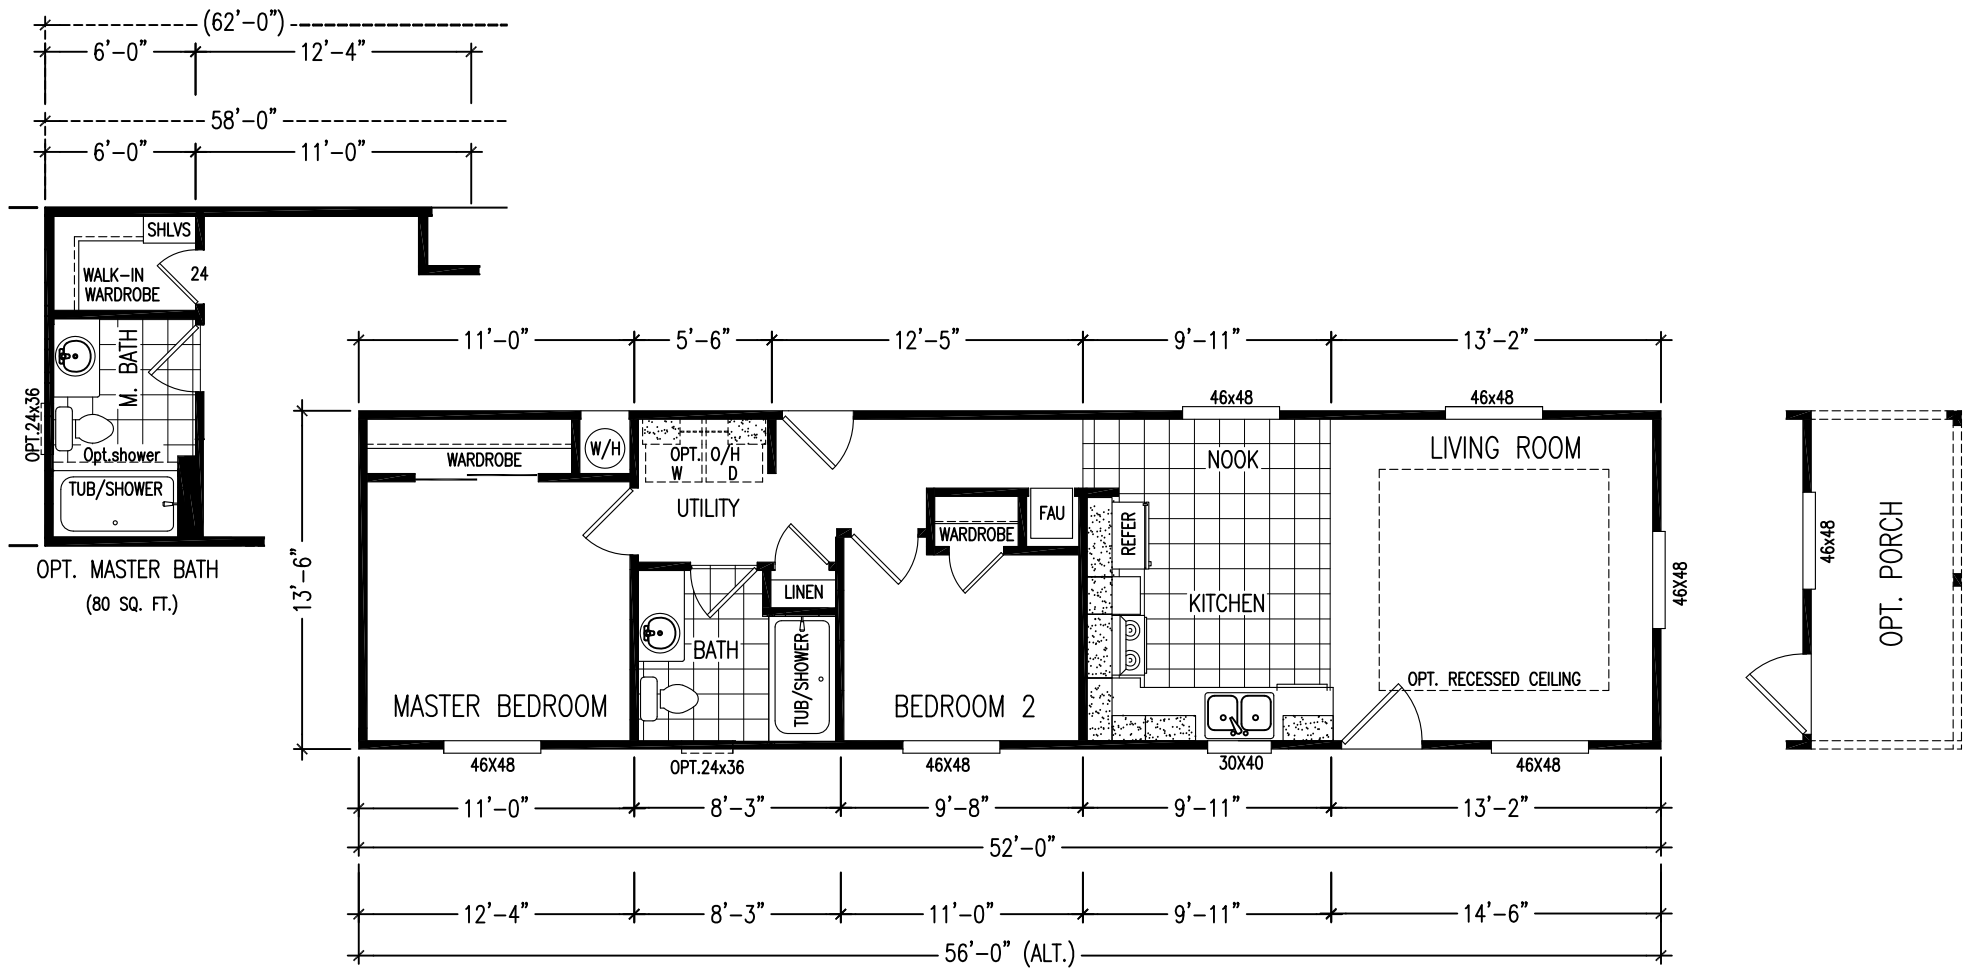 (62'-0")
6'-0" 12'-4"
58'-0"
6'-0" 11'-0"
SHLVS
24
WALK-IN
WARDROBE
M. BATH
OPT.24x36
Opt.shower
TUB/SHOWER
OPT. MASTER BATH
(80 SQ. FT.)
11'-0" 5'-6" 12'-5" 9'-11" 13'-2"
46x48 46x48
13'-6"
WARDROBE
W/H
OPT. O/H
W D
UTILITY
NOOK
LIVING ROOM
WARDROBE
FAU
REFER
LINEN
KITCHEN
46X48
BATH
TUB/SHOWER
MASTER BEDROOM
BEDROOM 2
OPT. RECESSED CEILING
46x48
OPT. PORCH
46X48
OPT.24x36
46X48
30X40
46X48
11'-0" 8'-3" 9'-8" 9'-11" 13'-2"
52'-0"
12'-4" 8'-3" 11'-0" 9'-11" 14'-6"
56'-0" (ALT.)